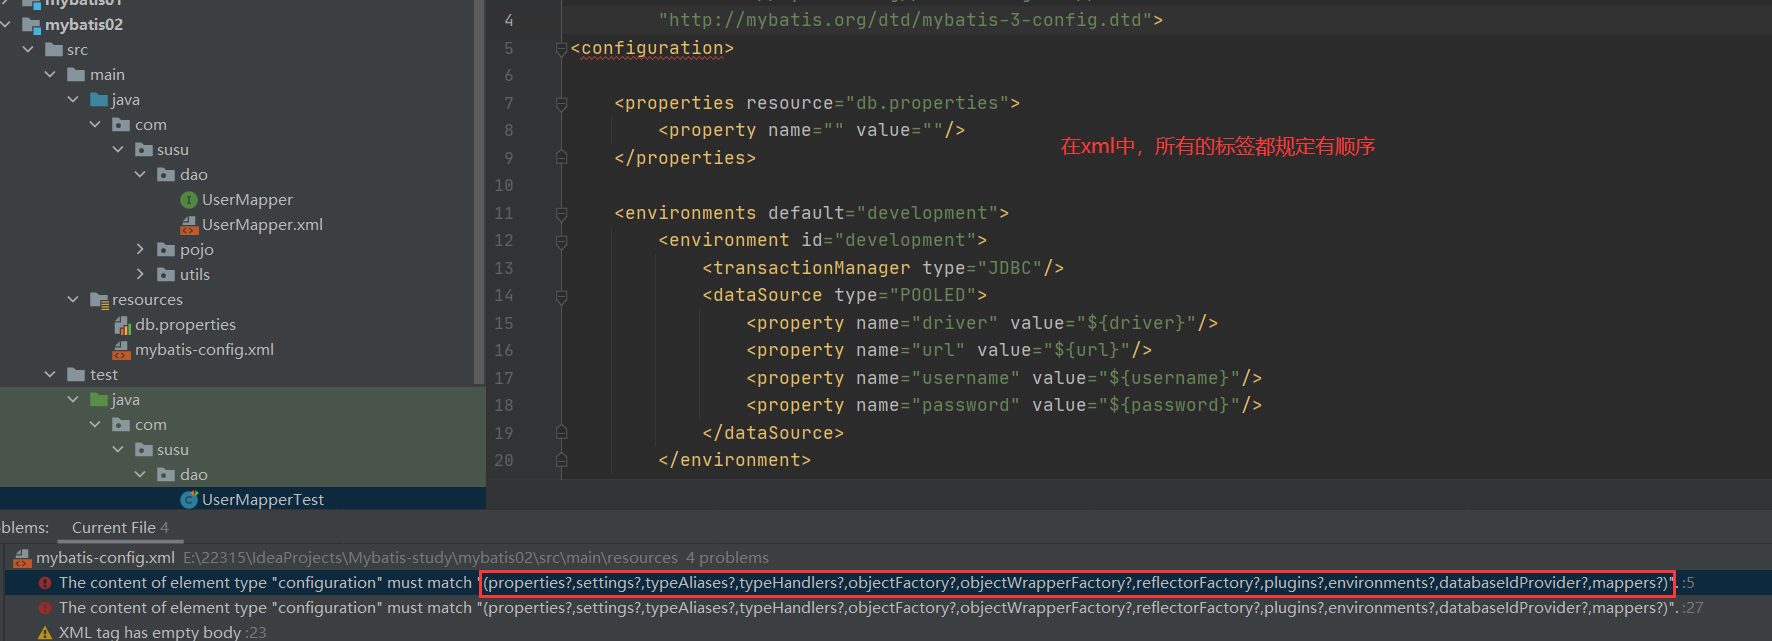 mybatis01
mybatis02
src
main
java
com
susu
dao
UserMapper
UserMapper.xml
pojo
utils
resources
db.properties
mybatis-config.xml
test
java
com
susu
dao
UserMapperTest
4 "http://mybatis.org/dtd/mybatis-3-config.dtd">
5 <configuration>
6
7 <properties resource="db.properties">
8 <property name="" value=""/>
9 </properties>
10
11 <environments default="development">
12 <environment id="development">
13 <transactionManager type="JDBC"/>
14 <dataSource type="POOLED">
15 <property name="driver" value="${driver}"/>
16 <property name="url" value="${url}"/>
17 <property name="username" value="${username}"/>
18 <property name="password" value="${password}"/>
19 </dataSource>
20 </environment>
在xml中，所有的标签都规定有顺序
blems: Current File 4
mybatis-config.xml E:\22315\IdeaProjects\Mybatis-study\mybatis02\src\main\resources 4 problems
The content of element type "configuration" must match "(properties?,settings?,typeAliases?,typeHandlers?,objectFactory?,objectWrapperFactory?,reflectorFactory?,plugins?,environments?,databaseIdProvider?,mappers?)". :5
The content of element type "configuration" must match "(properties?,settings?,typeAliases?,typeHandlers?,objectFactory?,objectWrapperFactory?,reflectorFactory?,plugins?,environments?,databaseIdProvider?,mappers?)". :27
XML tag has empty body :23